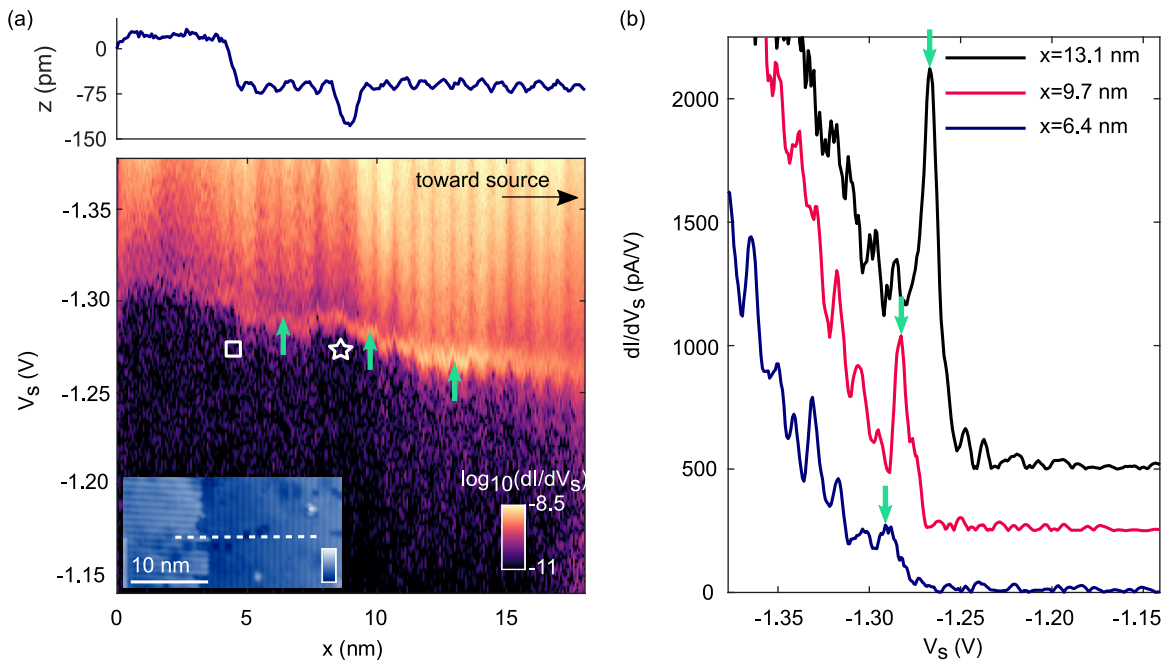 (a)
z (pm)
0
-75
-150
toward source
V_s (V)
-1.35
-1.30
-1.25
-1.20
-1.15
log_10(dI/dV_s)
-8.5
-11
10 nm
0
5
10
15
x (nm)
(b)
x=13.1 nm
x=9.7 nm
x=6.4 nm
dI/dV_s (pA/V)
2000
1500
1000
500
0
-1.35
-1.30
-1.25
-1.20
-1.15
V_s (V)